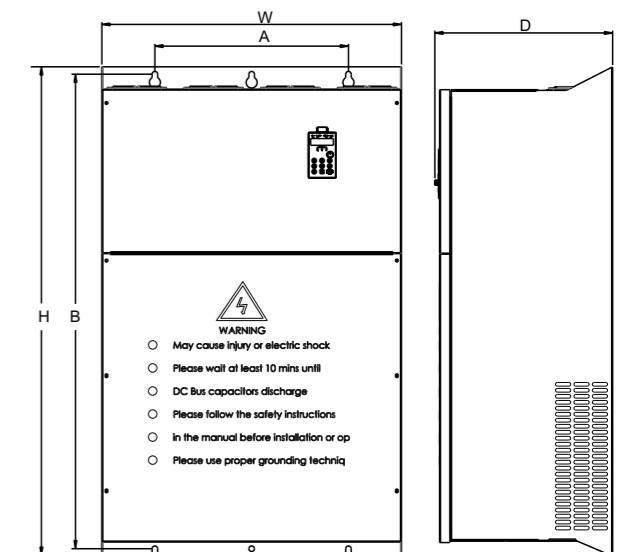 W
A
D
H
B
WARNING
May cause injury or electric shock
Please wait at least 10 mins until
DC Bus capacitors discharge
Please follow the safety instructions
in the manual before installation or op
Please use proper grounding techniq